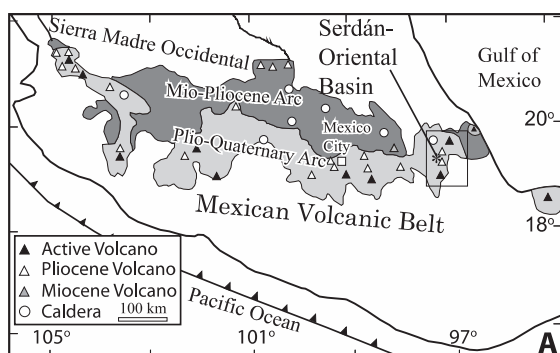 Sierra Madre Occidental
Serdán-
Oriental
Basin
Gulf of
Mexico
Mio-Pliocene Arc
Mexico
City
20°
Plio-Quaternary Arc
Mexican Volcanic Belt
18°
Active Volcano
Pliocene Volcano
Miocene Volcano
Caldera
100 km
Pacific Ocean
A
105°
101°
97°